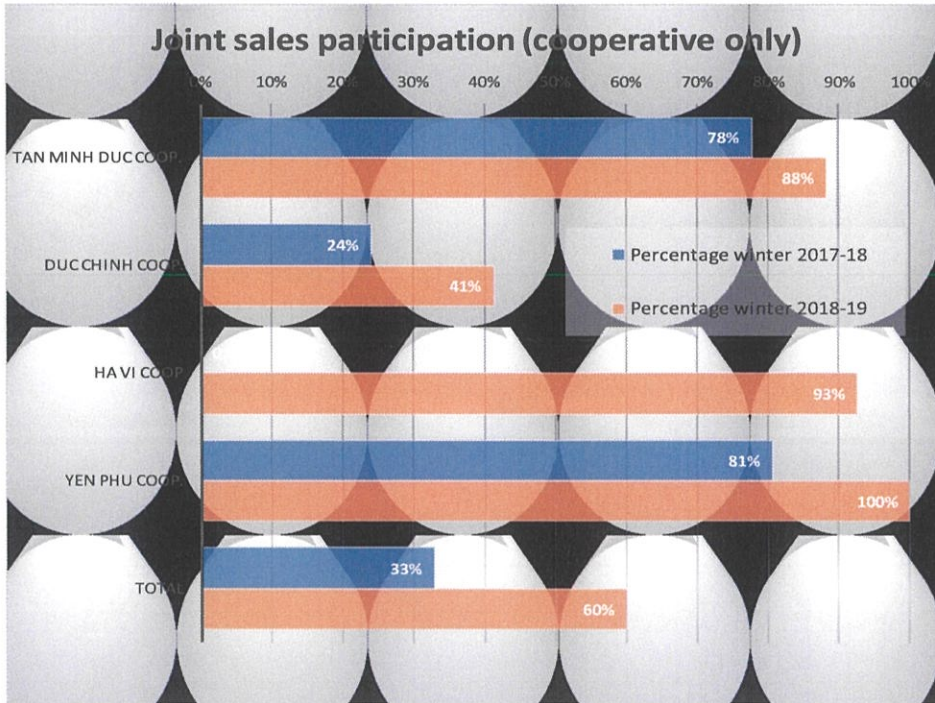 Joint sales participation (cooperative only)
0% 10% 20% 30% 40% 50% 60% 70% 80% 90% 100%
TAN MINH DUC COOP.
78%
88%
DUC CHINH COOP.
24%
41%
Percentage winter 2017-18
Percentage winter 2018-19
HA VI COOP
93%
YEN PHU COOP.
81%
100%
TOTAL
33%
60%